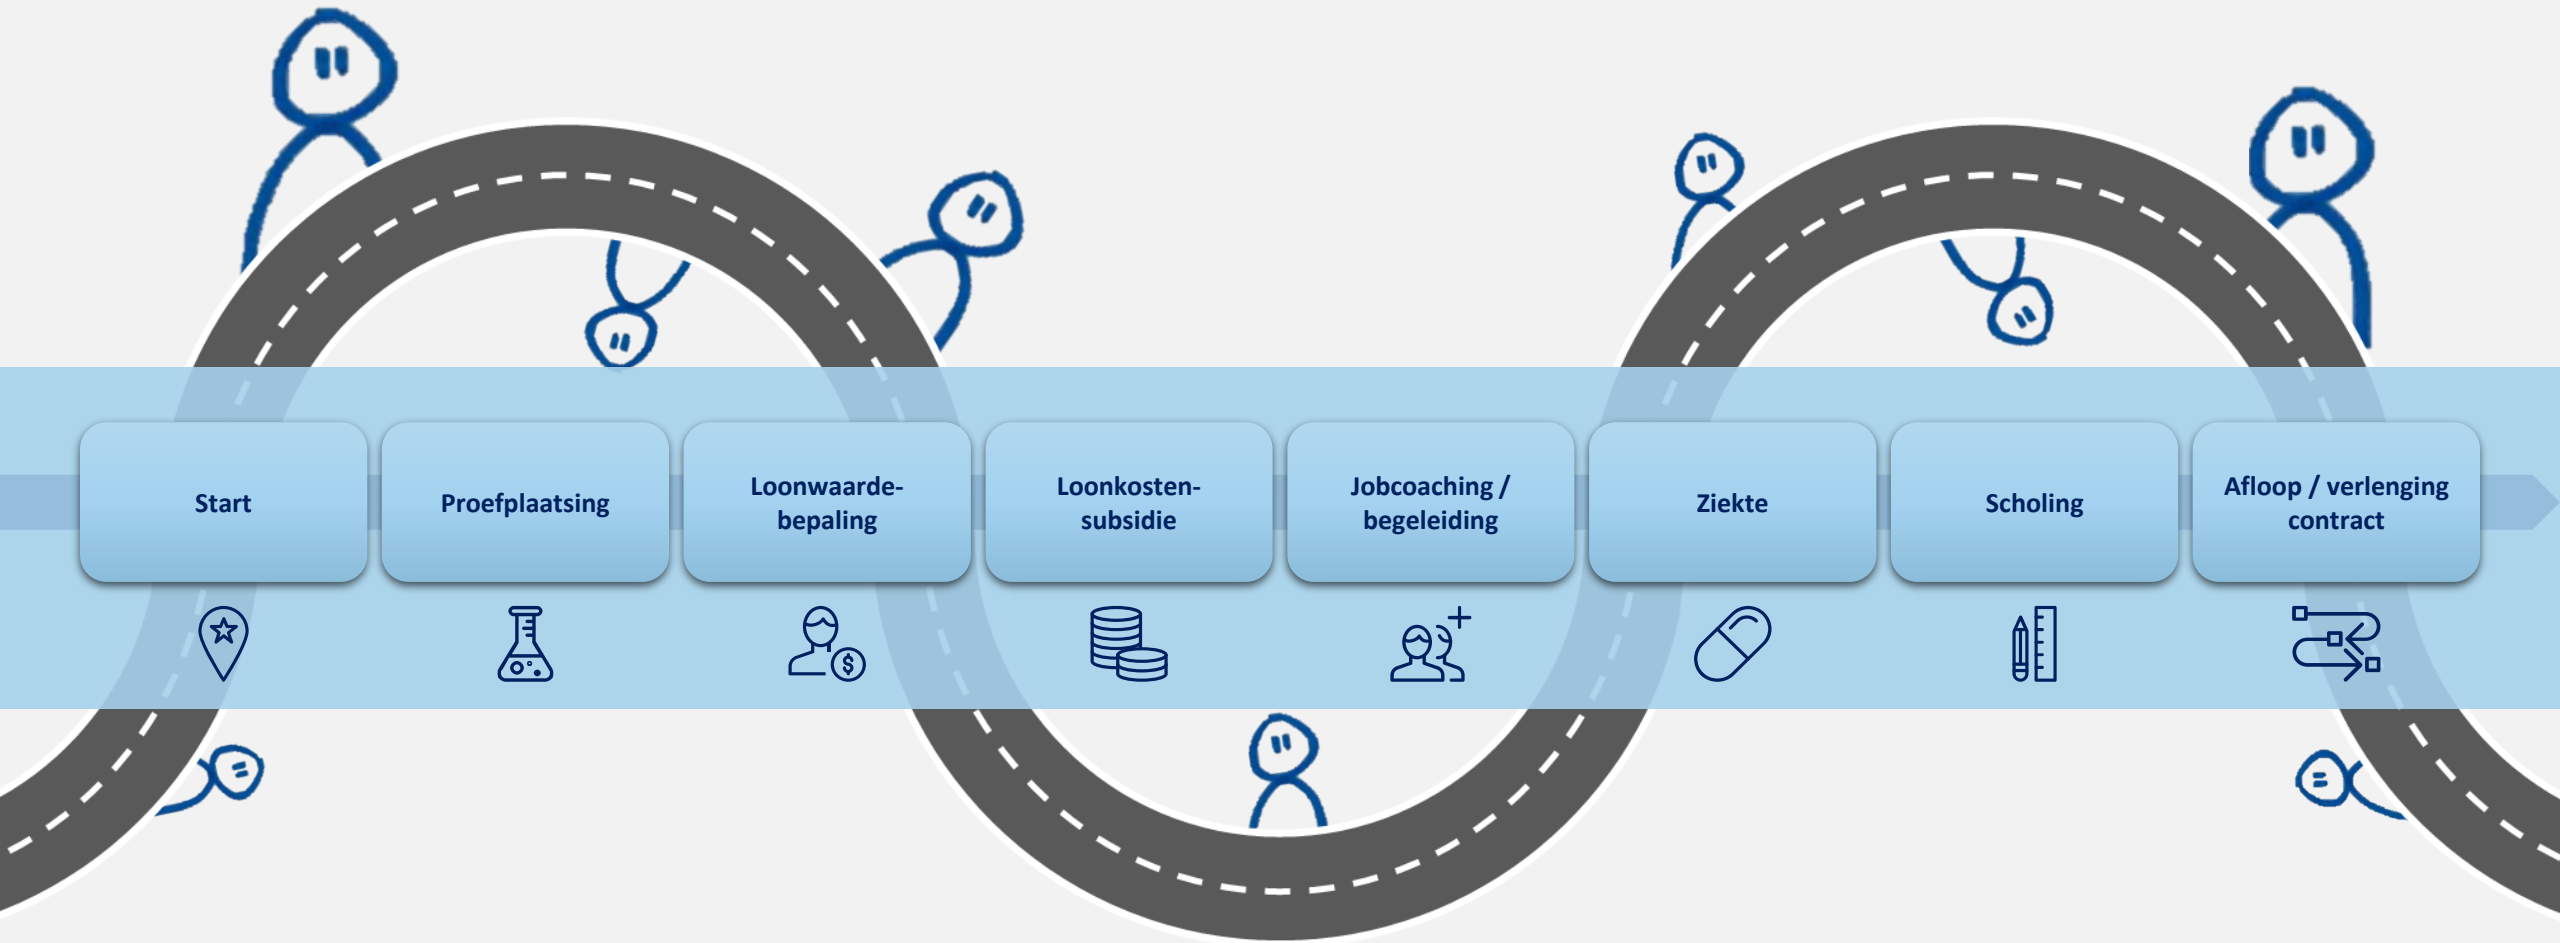 Start
Proefplaatsing
Loonwaarde-
bepaling
Loonkosten-
subsidie
Jobcoaching /
begeleiding
Ziekte
Scholing
Afloop / verlenging
contract
$